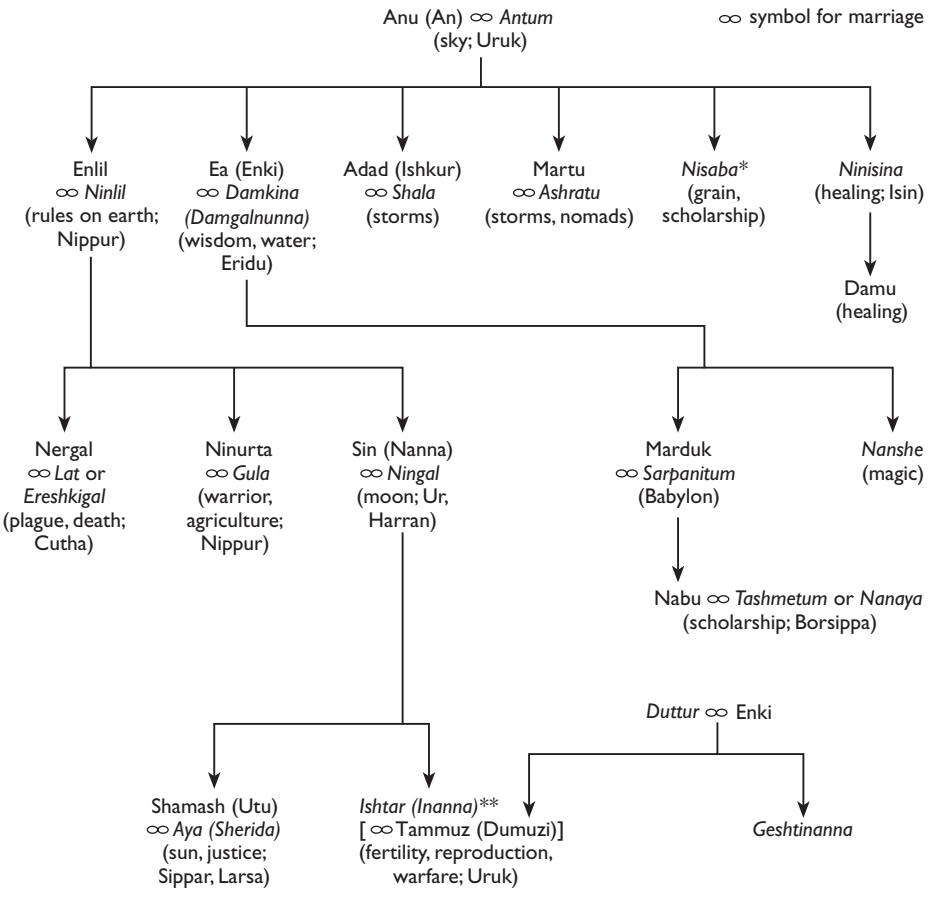 Anu (An) ∞ Antum
(sky; Uruk)
∞ symbol for marriage
Enlil
∞ Ninlil
(rules on earth;
Nippur)
Ea (Enki)
∞ Damkina
(Damgalnunna)
(wisdom, water;
Eridu)
Adad (Ishkur)
∞ Shala
(storms)
Martu
∞ Ashratu
(storms, nomads)
Nisaba*
(grain,
scholarship)
Ninisina
(healing; Isin)
Damu
(healing)
Nergal
∞ Lat or
Ereshkigal
(plague, death;
Cutha)
Ninurta
∞ Gula
(warrior,
agriculture;
Nippur)
Sin (Nanna)
∞ Ningal
(moon; Ur,
Harran)
Marduk
∞ Sarpanitum
(Babylon)
Nanshe
(magic)
Nabu ∞ Tashmetum or Nanaya
(scholarship; Borsippa)
Duttur ∞ Enki
Shamash (Utu)
∞ Aya (Sherida)
(sun, justice;
Sippar, Larsa)
Ishtar (Inanna)**
[ ∞ Tammuz (Dumuzi)]
(fertility, reproduction,
warfare; Uruk)
Geshtinanna